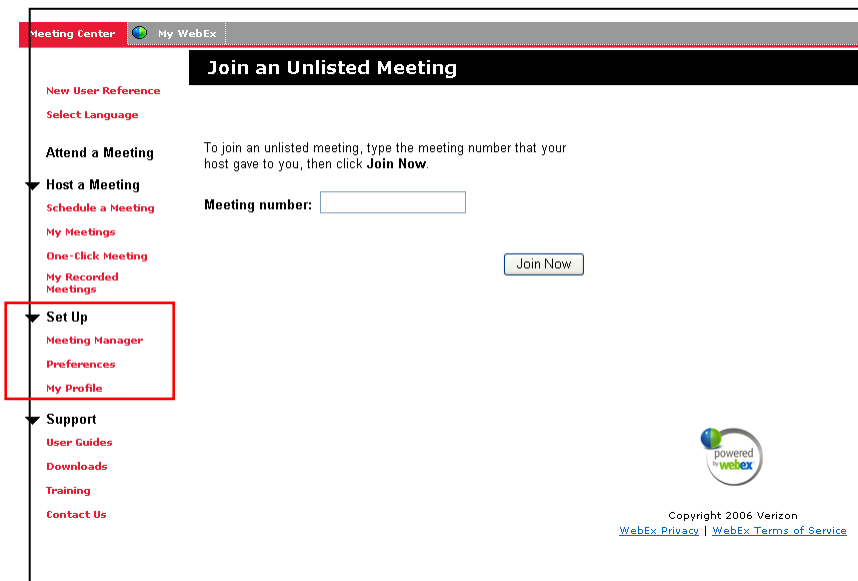 Meeting Center My WebEx
Join an Unlisted Meeting
New User Reference
Select Language
Attend a Meeting
Host a Meeting
Schedule a Meeting
My Meetings
One-Click Meeting
My Recorded
Meetings
Set Up
Meeting Manager
Preferences
My Profile
Support
User Guides
Downloads
Training
Contact Us
To join an unlisted meeting, type the meeting number that your
host gave to you, then click Join Now.
Meeting number:
Join Now
powered
by webex
Copyright 2006 Verizon
WebEx Privacy | WebEx Terms of Service